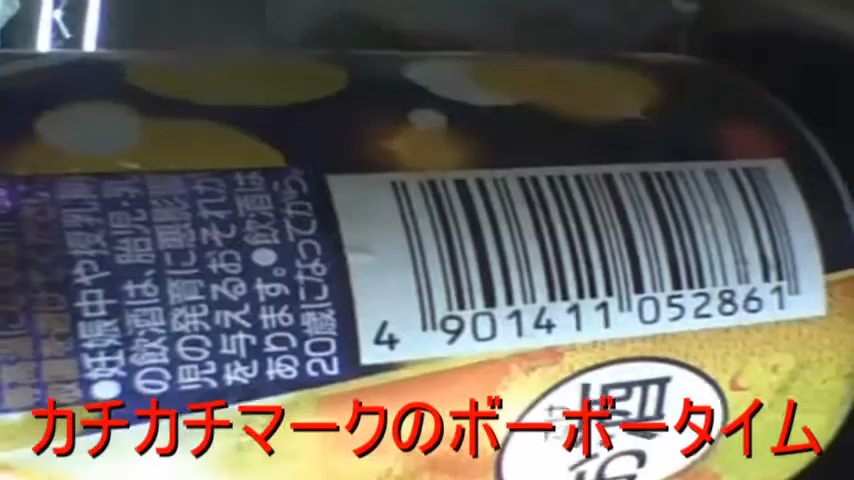 ●妊娠中や授乳期
の飲酒は、胎児・乳
児の発育に悪影響
を与えるおそれが
あります。●飲酒は
20歳になってから。
4 901411 052861
カチカチマークのボーボータイム